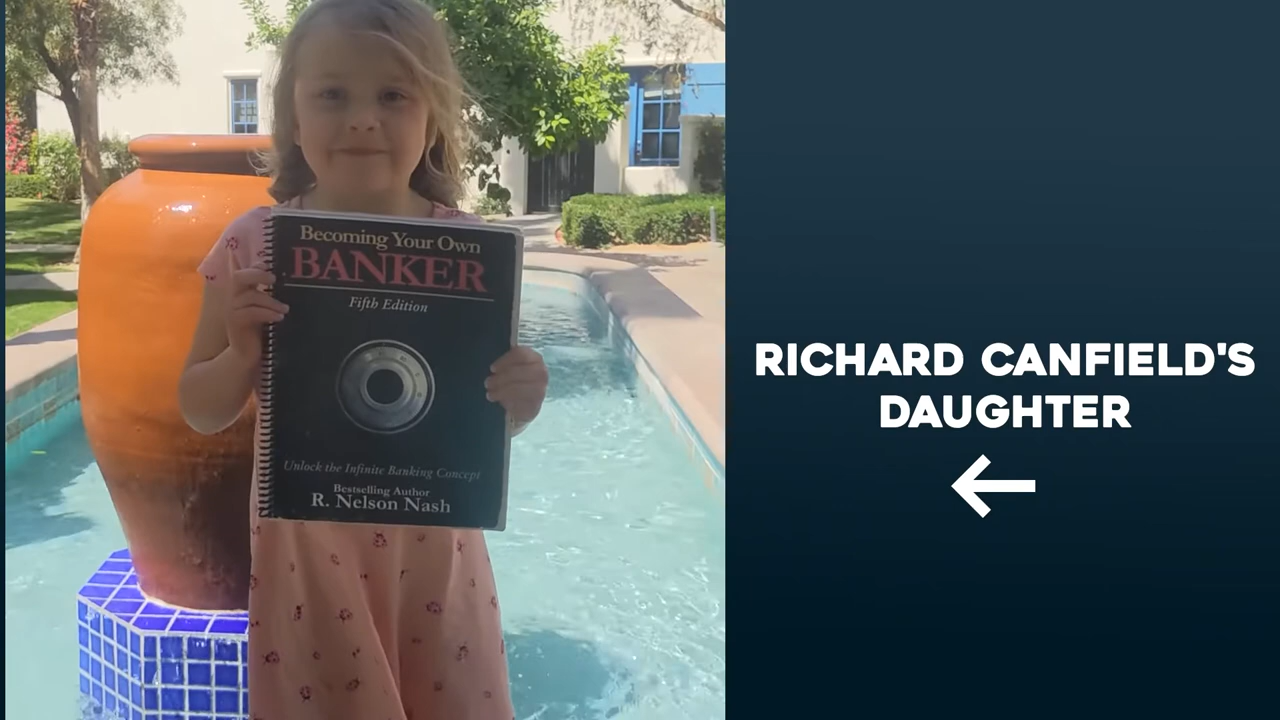 Becoming Your Own
BANKER
Fifth Edition
Unlock the Infinite Banking Concept
Bestselling Author
R. Nelson Nash
RICHARD CANFIELD'S
DAUGHTER